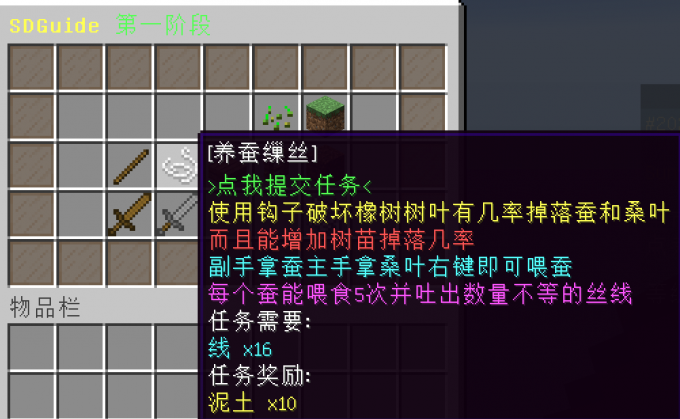 SDGuide 第一阶段
[养蚕缫丝]
>点我提交任务<
使用钩子破坏橡树树叶有几率掉落蚕和桑叶
而且能增加树苗掉落几率
副手拿蚕主手拿桑叶右键即可喂蚕
每个蚕能喂食5次并吐出数量不等的丝线
任务需要:
线 x16
任务奖励:
泥土 x10
物品栏